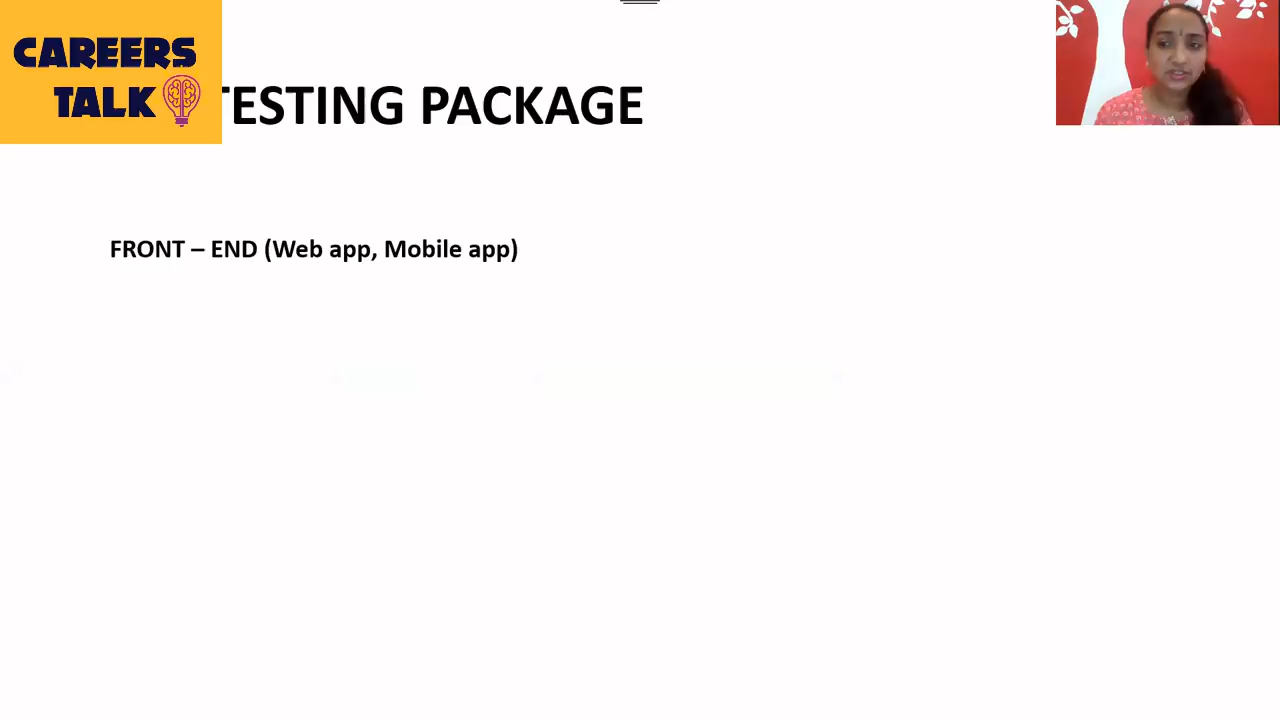 CAREERS
TALK
TESTING PACKAGE
FRONT – END (Web app, Mobile app)